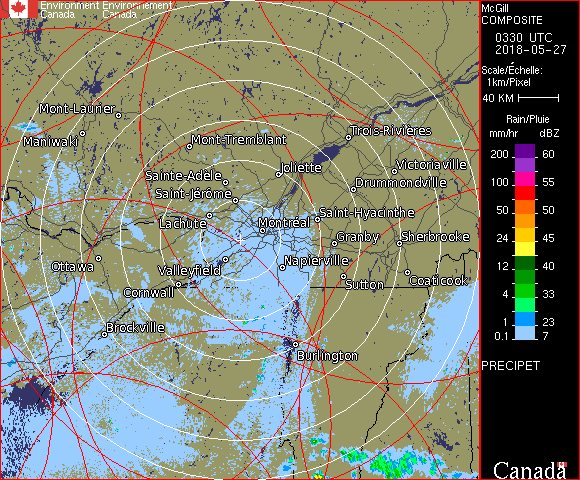 Environment Environnement
Canada Canada
McGill
COMPOSITE
0330 UTC
2018-05-27
Scale/Échelle:
1km/Pixel
40 KM
Rain/Pluie
mm/hr dBZ
200 60
100 55
50 50
24 45
12 40
4 33
1 23
0.1 7
PRECIPET
Canada
Mont-Laurier
Maniwaki
Mont-Tremblant
Trois-Rivières
Sainte-Adèle
Joliette
Victoriaville
Saint-Jérôme
Drummondville
Lachute
Montréal
Saint-Hyacinthe
Granby
Sherbrooke
Ottawa
Valleyfield
Napierville
Cornwall
Sutton
Coaticook
Brockville
Burlington